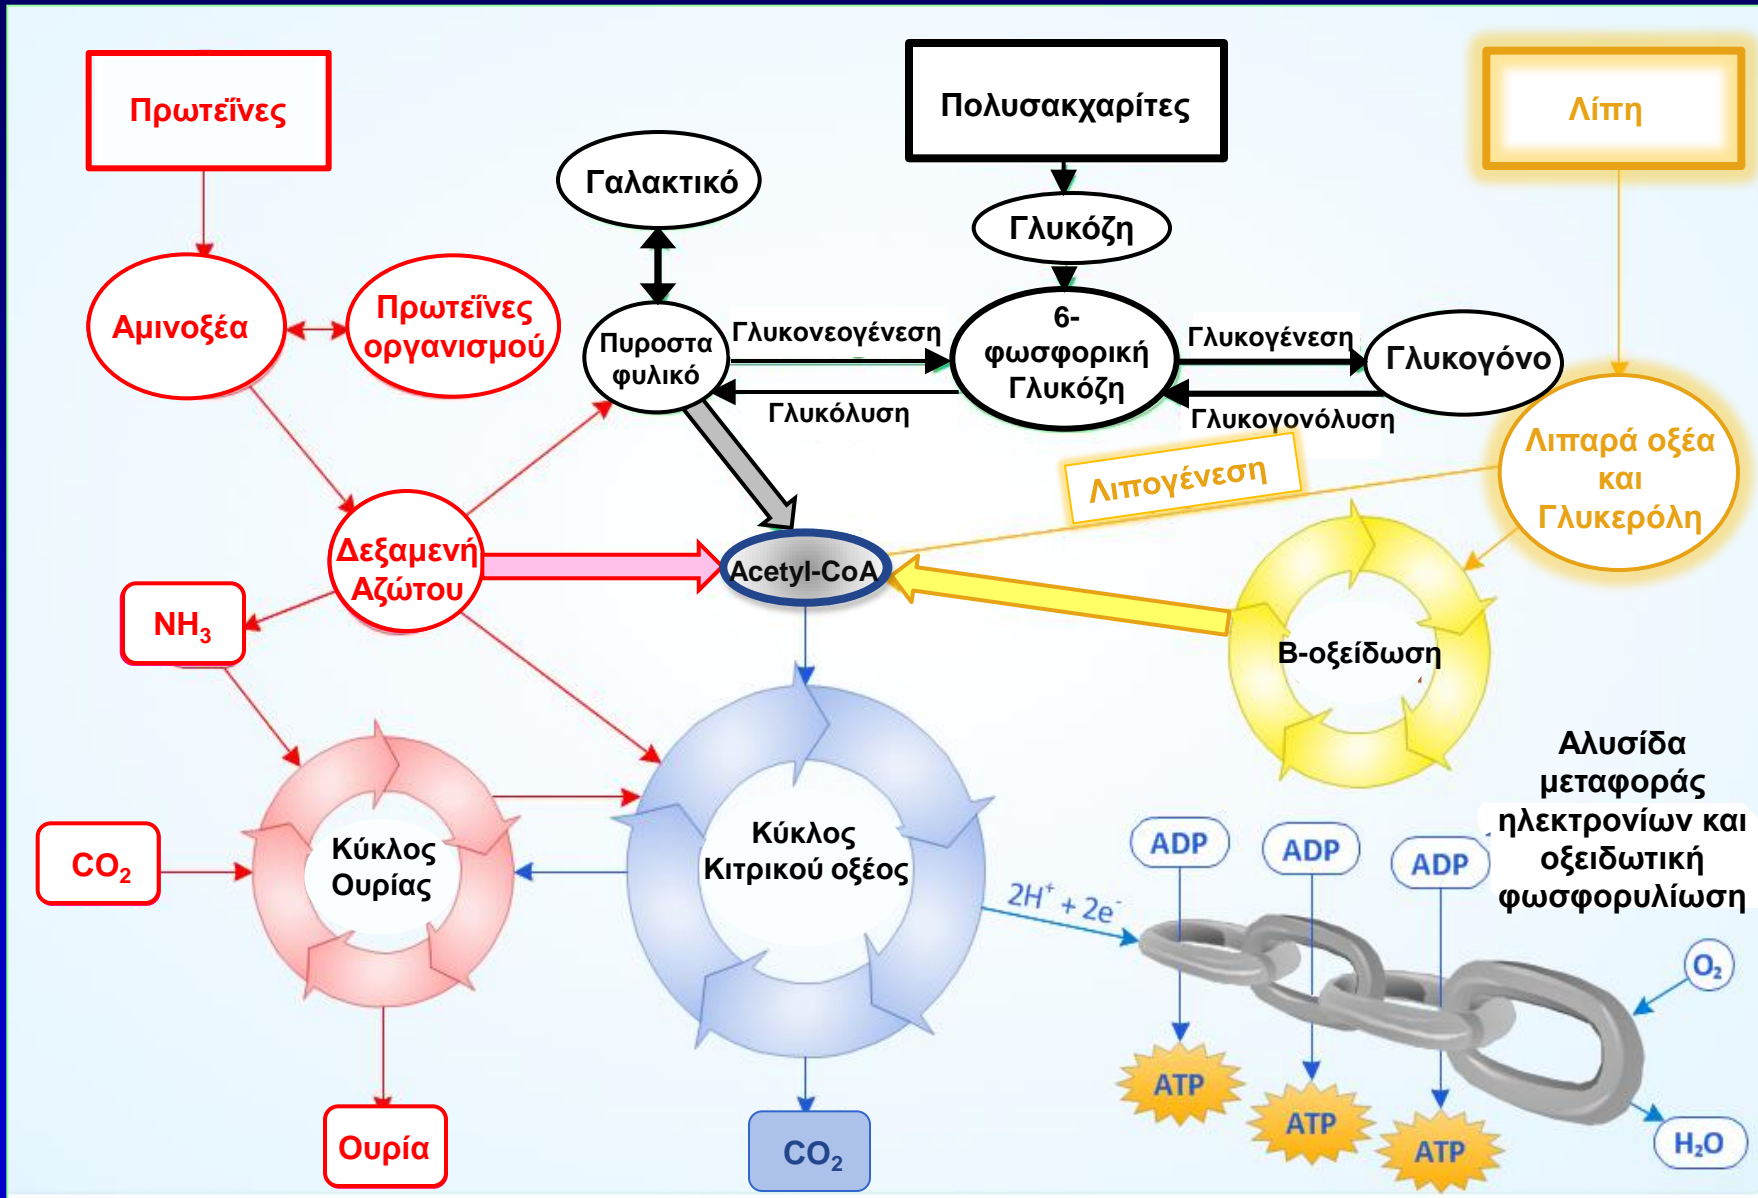 Πρωτεΐνες
Πολυσακχαρίτες
Λίπη
Γαλακτικό
Γλυκόζη
Αμινοξέα
Πρωτεΐνες
οργανισμού
Πυροστα
φυλικό
Γλυκονεογένεση
Γλυκόλυση
6-
φωσφορική
Γλυκόζη
Γλυκογένεση
Γλυκογονόλυση
Γλυκογόνο
Λιπαρά οξέα
και
Γλυκερόλη
Λιπογένεση
Δεξαμενή
Αζώτου
Acetyl-CoA
NH3
Β-οξείδωση
Αλυσίδα
μεταφοράς
ηλεκτρονίων και
οξειδωτική
φωσφορυλίωση
CO2
Κύκλος
Ουρίας
Κύκλος
Κιτρικού οξέος
2H+ + 2e-
ADP
ADP
ADP
O2
ATP
ATP
ATP
H2O
Ουρία
CO2